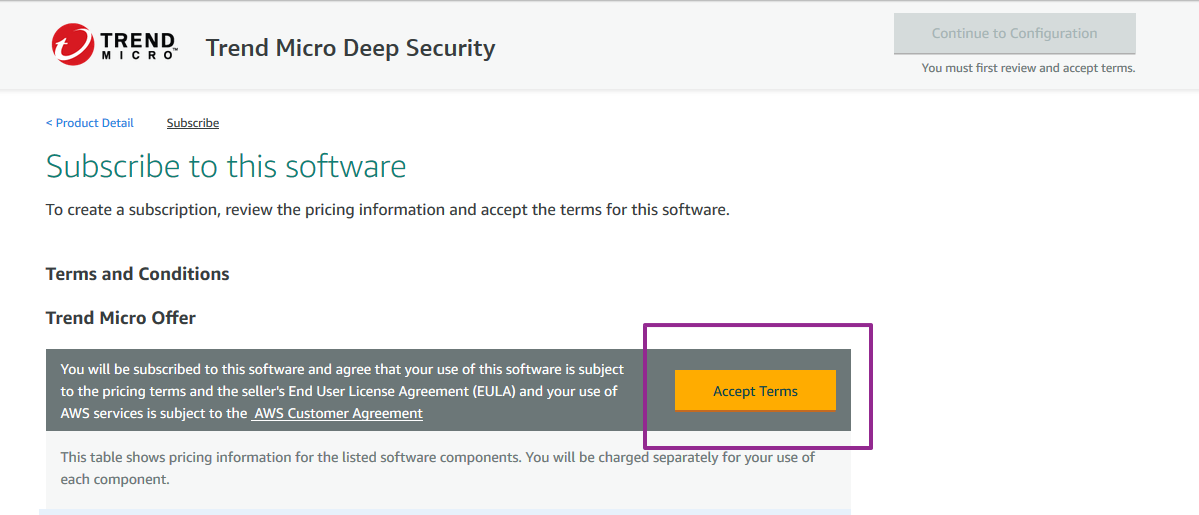 TREND
MICRO™
Trend Micro Deep Security
Continue to Configuration
You must first review and accept terms.
< Product Detail
Subscribe
Subscribe to this software
To create a subscription, review the pricing information and accept the terms for this software.
Terms and Conditions
Trend Micro Offer
You will be subscribed to this software and agree that your use of this software is subject
to the pricing terms and the seller's End User License Agreement (EULA) and your use of
AWS services is subject to the AWS Customer Agreement
Accept Terms
This table shows pricing information for the listed software components. You will be charged separately for your use of
each component.